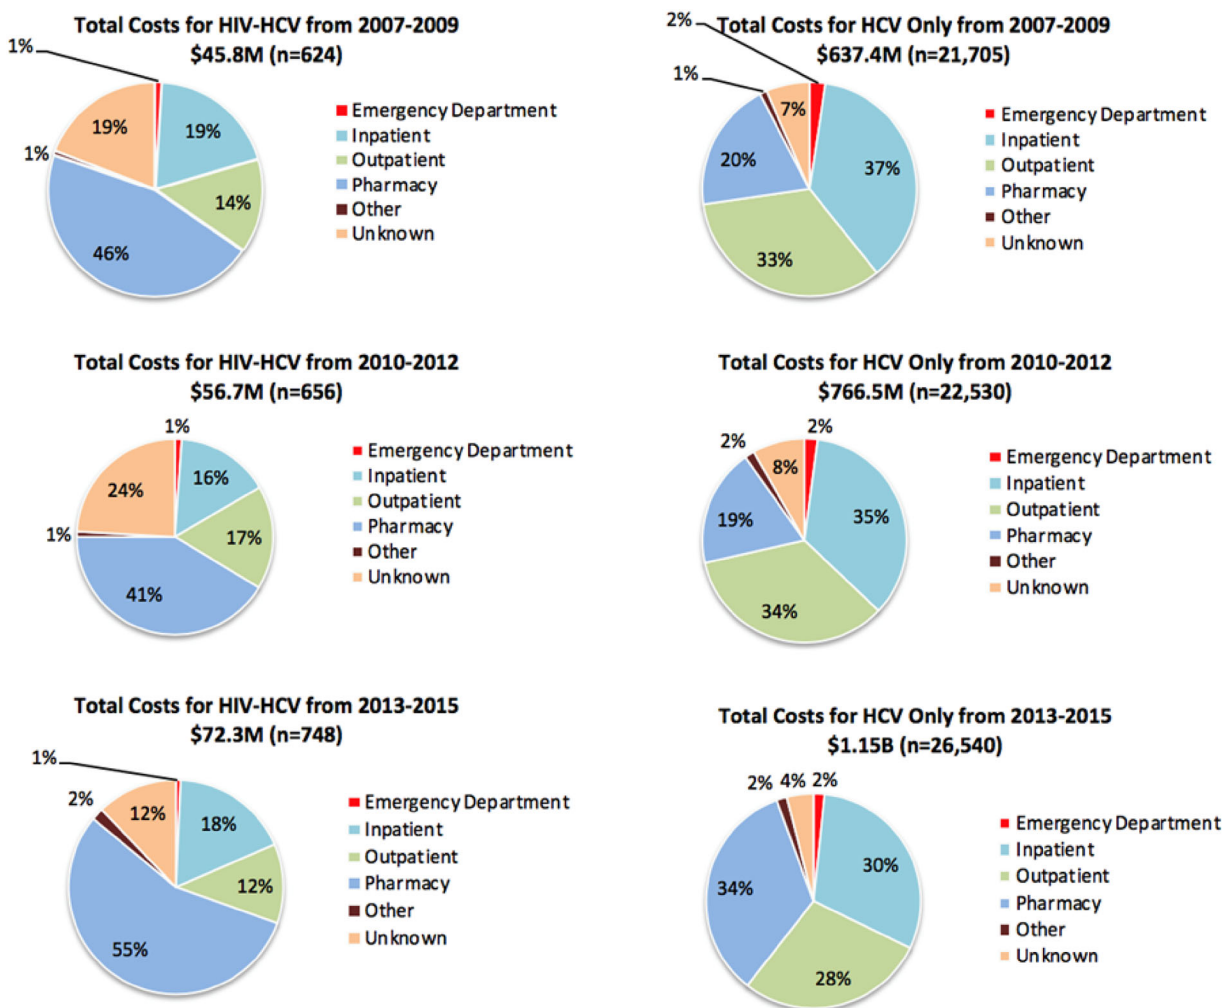 Total Costs for HIV-HCV from 2007-2009
$45.8M (n=624)
1%
19%
19%
1%
14%
46%
Emergency Department
Inpatient
Outpatient
Pharmacy
Other
Unknown
Total Costs for HCV Only from 2007-2009
$637.4M (n=21,705)
2%
1%
7%
20%
37%
33%
Emergency Department
Inpatient
Outpatient
Pharmacy
Other
Unknown
Total Costs for HIV-HCV from 2010-2012
$56.7M (n=656)
1%
16%
24%
17%
1%
41%
Emergency Department
Inpatient
Outpatient
Pharmacy
Other
Unknown
Total Costs for HCV Only from 2010-2012
$766.5M (n=22,530)
2%
2%
8%
35%
19%
34%
Emergency Department
Inpatient
Outpatient
Pharmacy
Other
Unknown
Total Costs for HIV-HCV from 2013-2015
$72.3M (n=748)
1%
2%
12%
18%
12%
55%
Emergency Department
Inpatient
Outpatient
Pharmacy
Other
Unknown
Total Costs for HCV Only from 2013-2015
$1.15B (n=26,540)
2%
4%
2%
30%
34%
28%
Emergency Department
Inpatient
Outpatient
Pharmacy
Other
Unknown